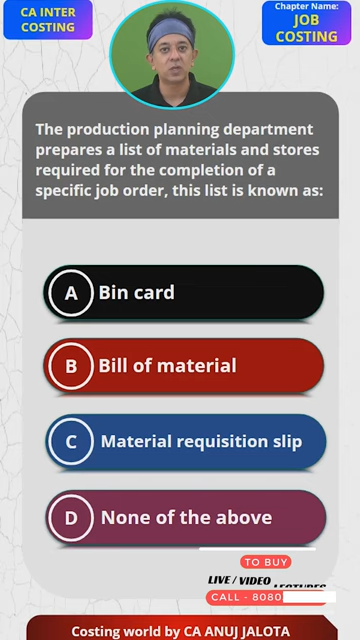 CA INTER
COSTING
Chapter Name:
JOB
COSTING
The production planning department
prepares a list of materials and stores
required for the completion of a
specific job order, this list is known as:
A Bin card
B Bill of material
C Material requisition slip
D None of the above
TO BUY
LIVE / VIDEO LECTURES
CALL - 8080
Costing world by CA ANUJ JALOTA